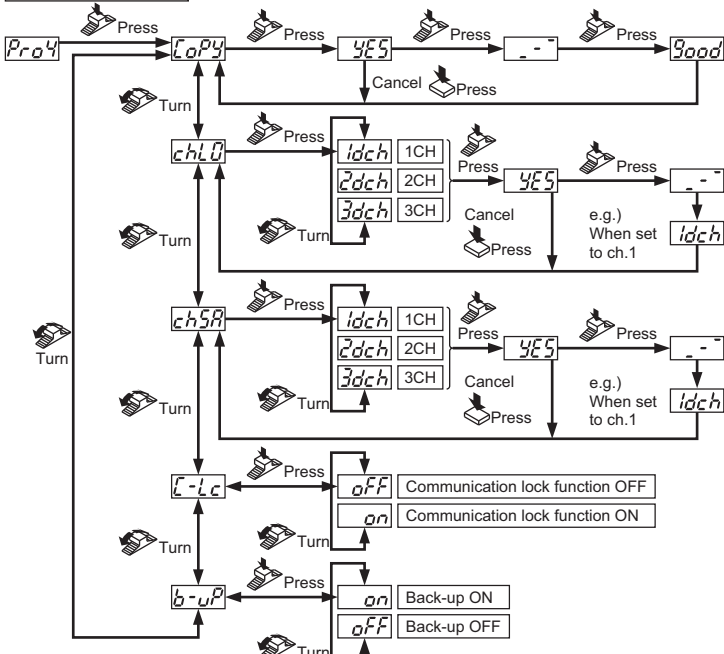 Press Press Press Press
Pro4 CoPY YES _-¯ good
Cancel Press
Turn
Press
chLO 1dch 1CH Press Press
2dch 2CH YES _-¯
3dch 3CH Cancel e.g.)
Turn Turn Press When set 1dch
to ch.1
Press
chSA 1dch 1CH Press Press
Turn 2dch 2CH YES _-¯
3dch 3CH Cancel e.g.)
Turn Turn Press When set 1dch
to ch.1
Press
C-Lc oFF Communication lock function OFF
on Communication lock function ON
Turn Turn
Press
b-uP on Back-up ON
oFF Back-up OFF
Turn